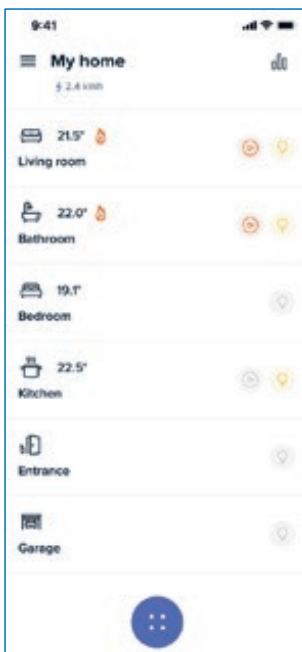 9:41
My home
2.4 kWh
21.5°
Living room
22.0°
Bathroom
19.1°
Bedroom
22.5°
Kitchen
Entrance
Garage